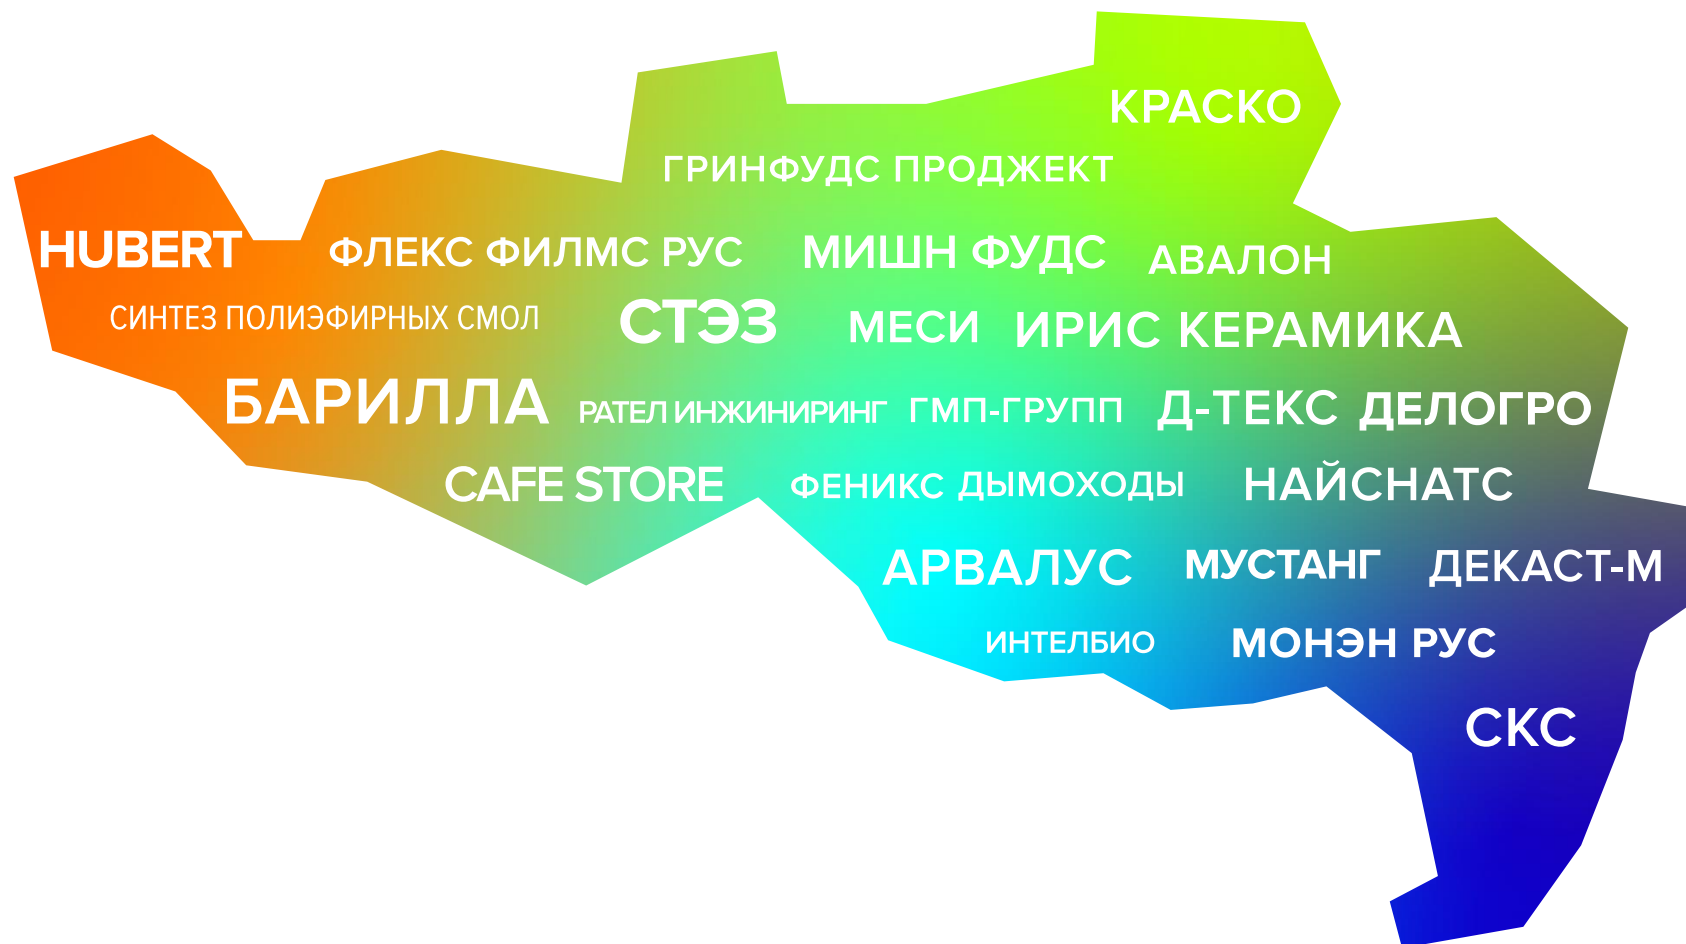 КРАСКО
ГРИНФУДС ПРОДЖЕКТ
HUBERT ФЛЕКС ФИЛМС РУС МИШН ФУДС АВАЛОН
СИНТЕЗ ПОЛИЭФИРНЫХ СМОЛ СТЭЗ МЕСИ ИРИС КЕРАМИКА
БАРИЛЛА РАТЕЛ ИНЖИНИРИНГ ГМП-ГРУПП Д-ТЕКС ДЕЛОГРО
CAFE STORE ФЕНИКС ДЫМОХОДЫ НАЙСНАТС
АРВАЛУС МУСТАНГ ДЕКАСТ-М
ИНТЕЛБИО МОНЭН РУС
СКС